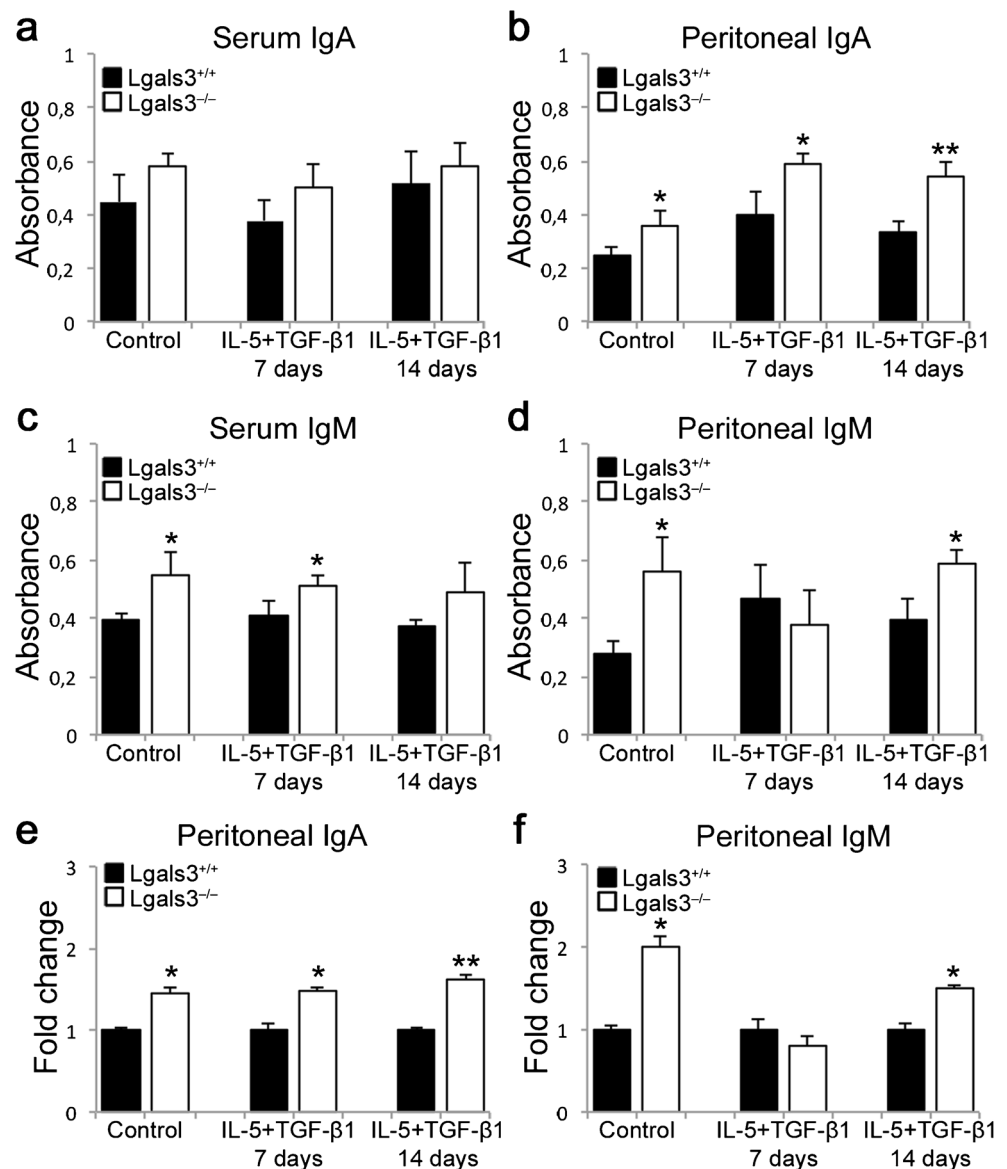 a
Serum IgA
1
0,8
0,6
0,4
0,2
0
Absorbance
Lgals3+/+
Lgals3–/–
Control
IL-5+TGF-β1
7 days
IL-5+TGF-β1
14 days
b
Peritoneal IgA
1
0,8
0,6
0,4
0,2
0
Absorbance
Lgals3+/+
Lgals3–/–
*
*
**
Control
IL-5+TGF-β1
7 days
IL-5+TGF-β1
14 days
c
Serum IgM
1
0,8
0,6
0,4
0,2
0
Absorbance
Lgals3+/+
Lgals3–/–
*
*
Control
IL-5+TGF-β1
7 days
IL-5+TGF-β1
14 days
d
Peritoneal IgM
1
0,8
0,6
0,4
0,2
0
Absorbance
Lgals3+/+
Lgals3–/–
*
*
Control
IL-5+TGF-β1
7 days
IL-5+TGF-β1
14 days
e
Peritoneal IgA
3
2
1
0
Fold change
Lgals3+/+
Lgals3–/–
*
*
**
Control
IL-5+TGF-β1
7 days
IL-5+TGF-β1
14 days
f
Peritoneal IgM
3
2
1
0
Fold change
Lgals3+/+
Lgals3–/–
*
*
Control
IL-5+TGF-β1
7 days
IL-5+TGF-β1
14 days